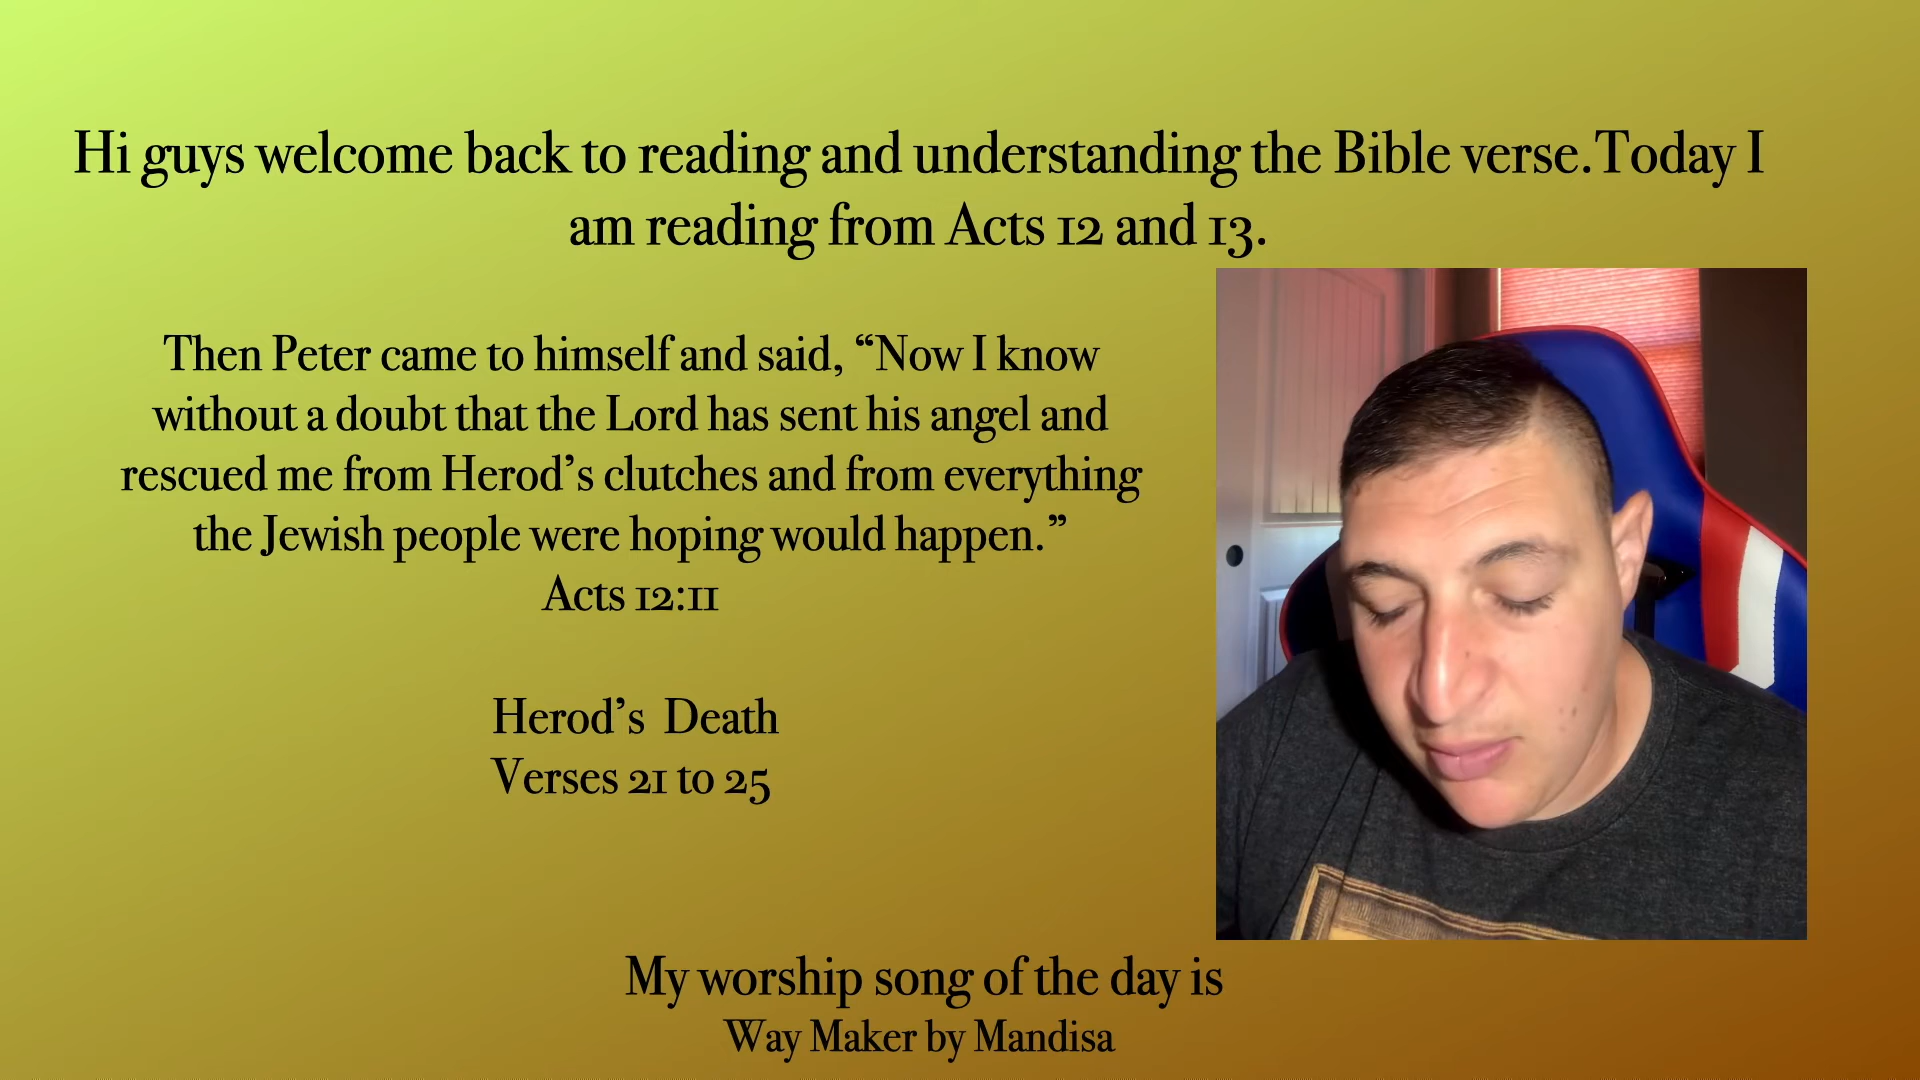 Hi guys welcome back to reading and understanding the Bible verse. Today I
am reading from Acts 12 and 13.
Then Peter came to himself and said, “Now I know
without a doubt that the Lord has sent his angel and
rescued me from Herod’s clutches and from everything
the Jewish people were hoping would happen.”
Acts 12:11
Herod’s Death
Verses 21 to 25
My worship song of the day is
Way Maker by Mandisa